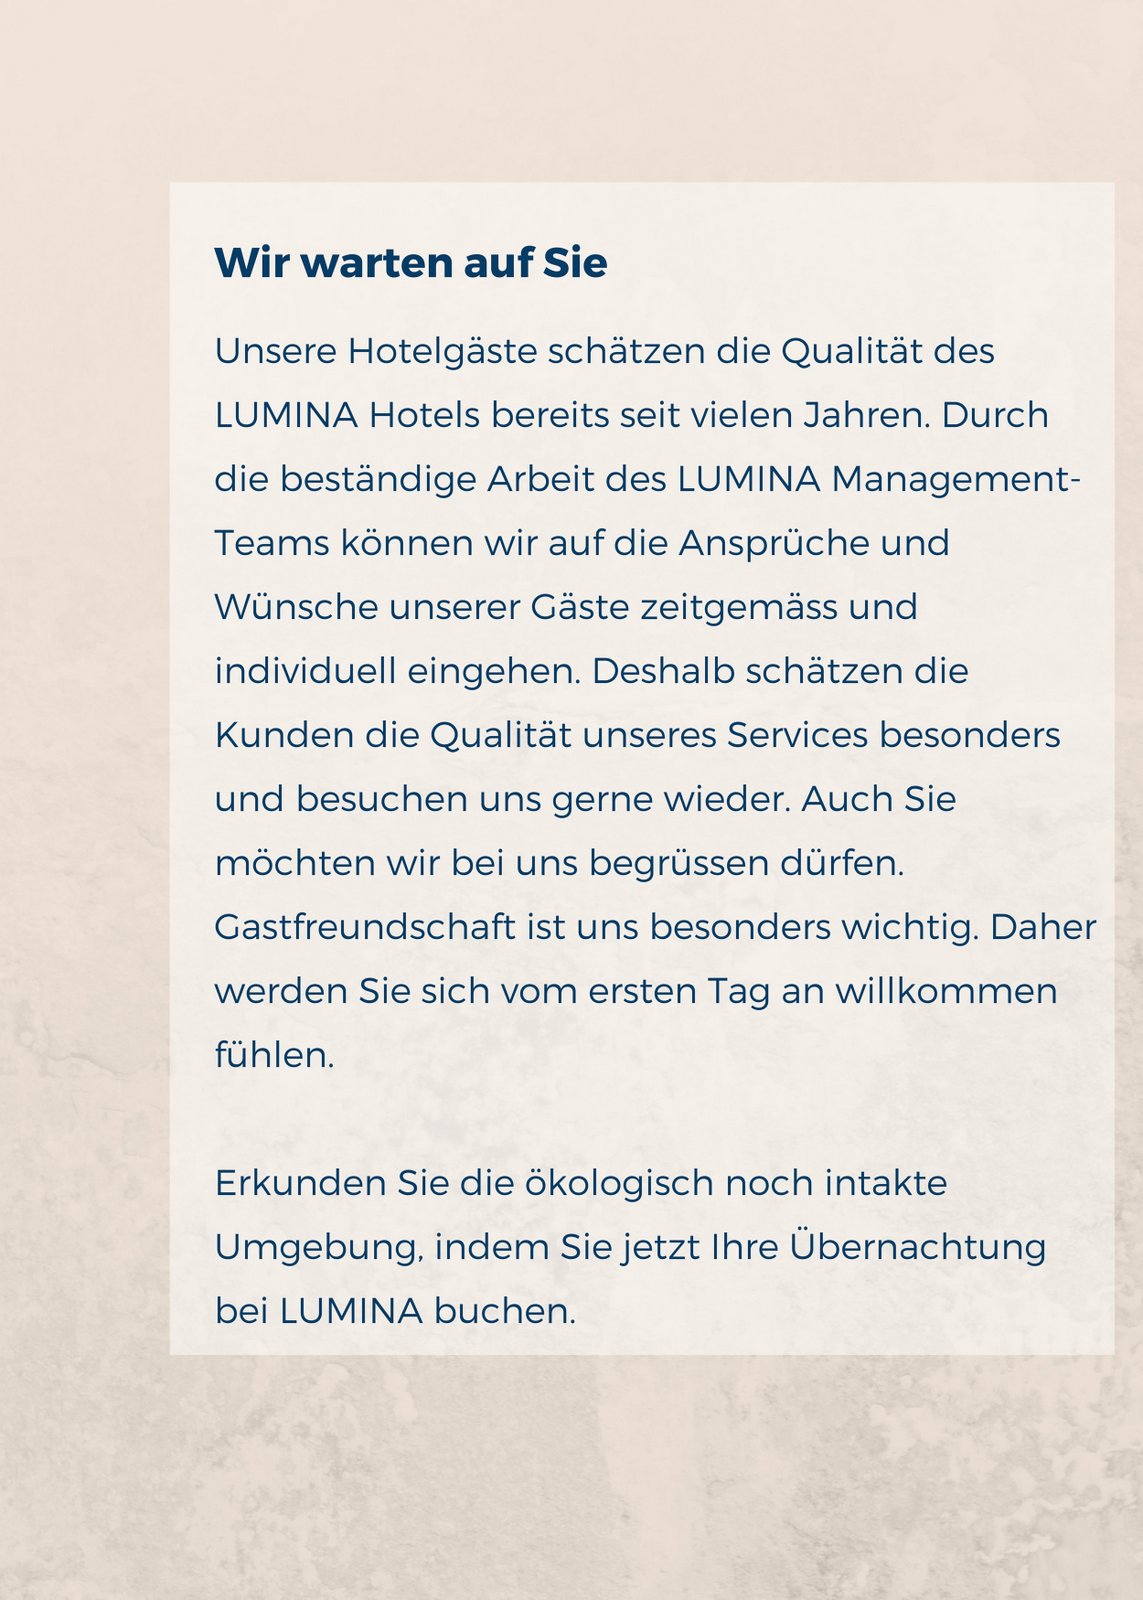 Wir warten auf Sie
Unsere Hotelgäste schätzen die Qualität des
LUMINA Hotels bereits seit vielen Jahren. Durch
die beständige Arbeit des LUMINA Management-
Teams können wir auf die Ansprüche und
Wünsche unserer Gäste zeitgemäss und
individuell eingehen. Deshalb schätzen die
Kunden die Qualität unseres Services besonders
und besuchen uns gerne wieder. Auch Sie
möchten wir bei uns begrüssen dürfen.
Gastfreundschaft ist uns besonders wichtig. Daher
werden Sie sich vom ersten Tag an willkommen
fühlen.
Erkunden Sie die ökologisch noch intakte
Umgebung, indem Sie jetzt Ihre Übernachtung
bei LUMINA buchen.